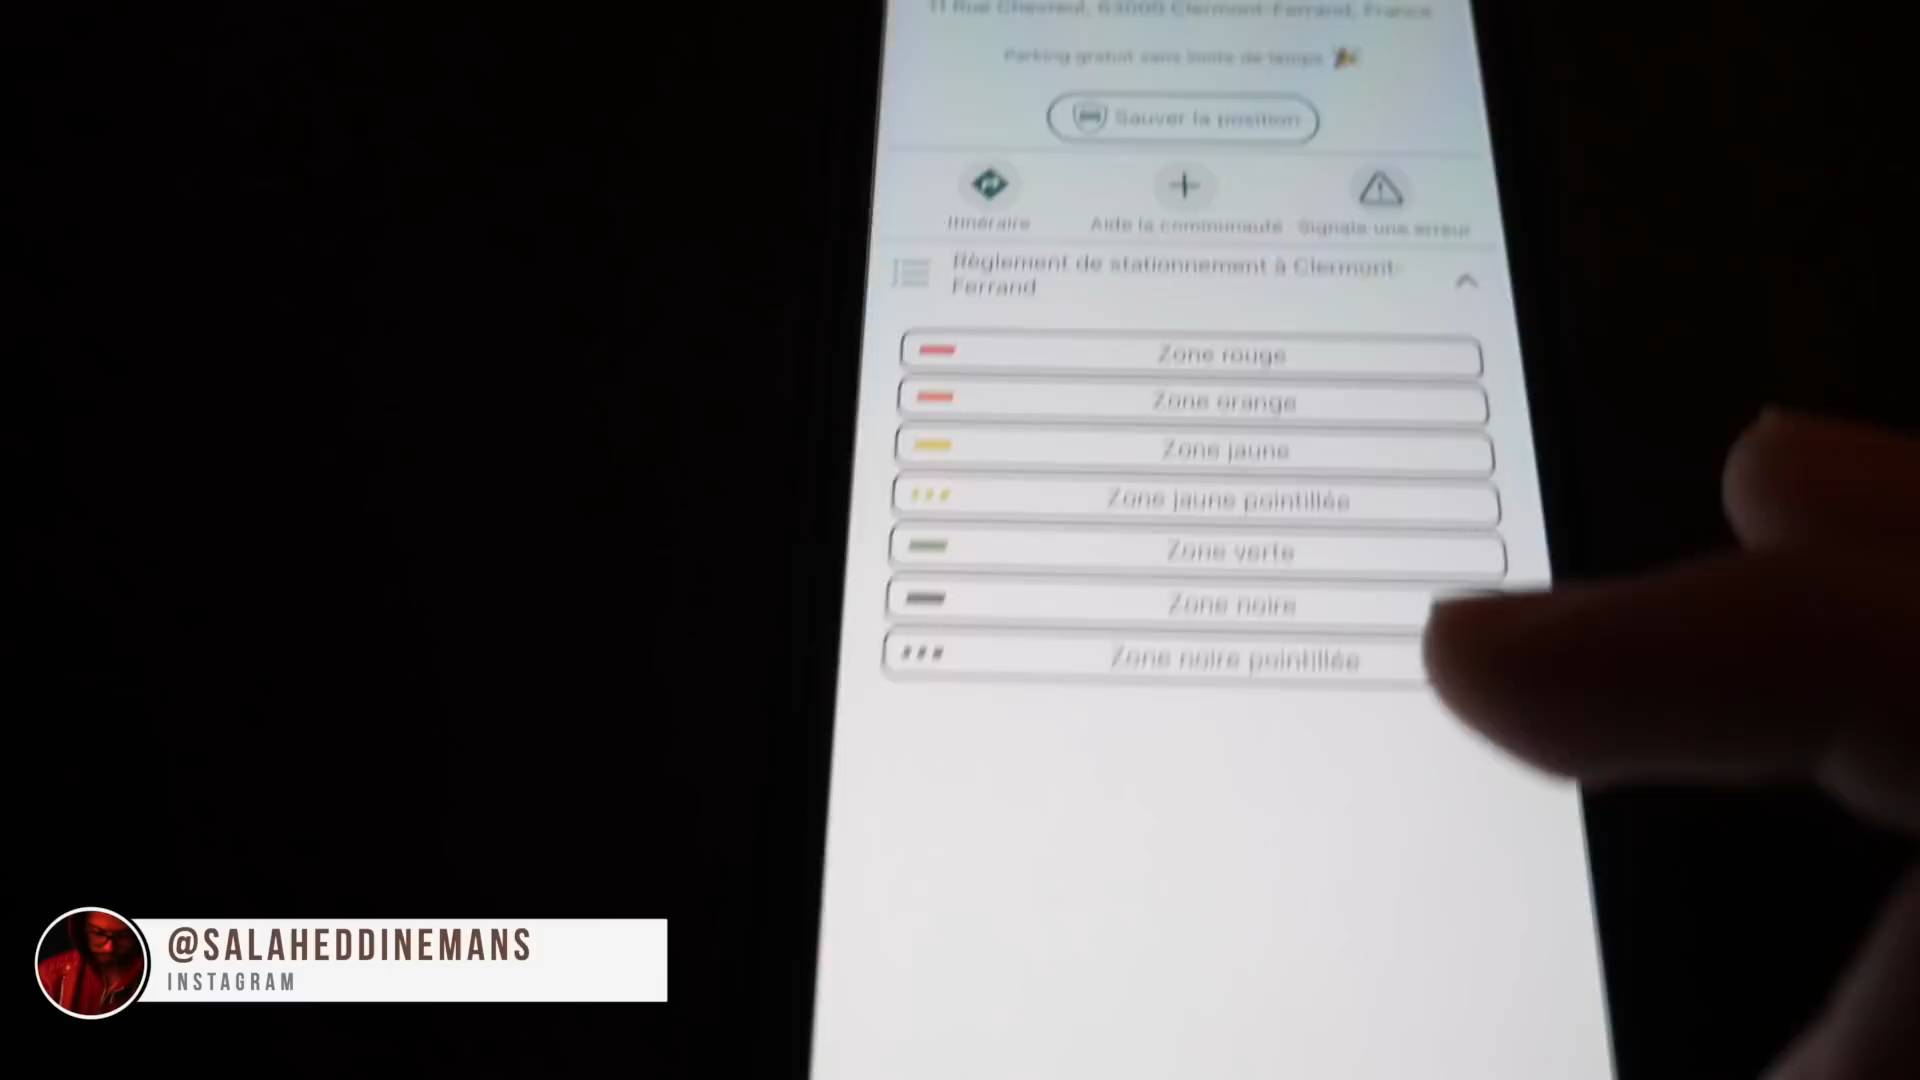 11 Rue Chevreul, 63000 Clermont-Ferrand, France
Parking gratuit sans limite de temps
Sauver la position
Itinéraire
Aide la communauté
Signale une erreur
Règlement de stationnement à Clermont-
Ferrand
Zone rouge
Zone orange
Zone jaune
Zone jaune pointillée
Zone verte
Zone noire
Zone noire pointillée
@SALAHEDDINEMANS
INSTAGRAM